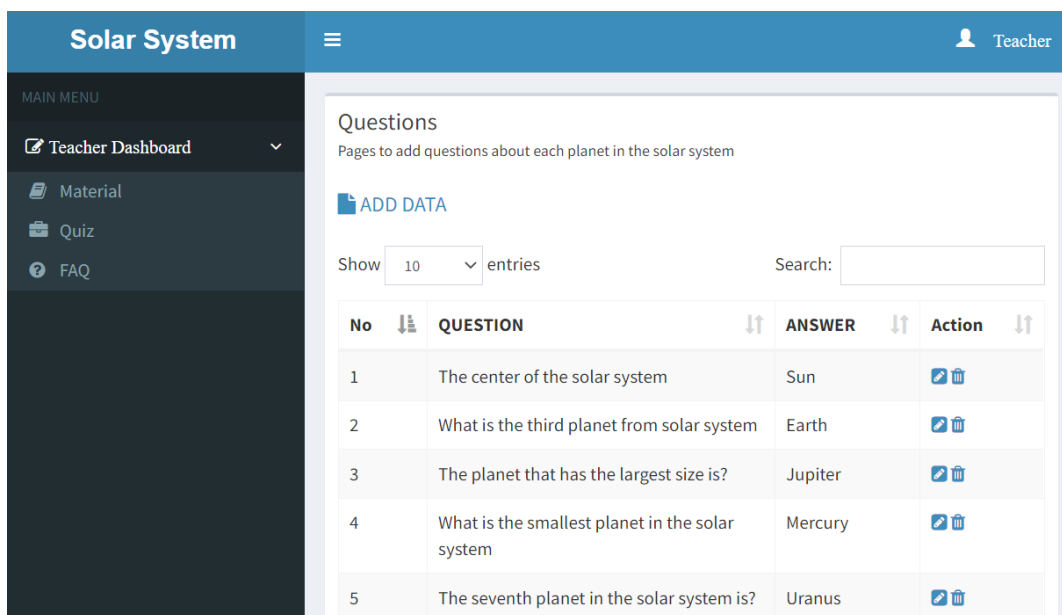 Solar System
Teacher
MAIN MENU
Teacher Dashboard
Material
Quiz
FAQ
Questions
Pages to add questions about each planet in the solar system
ADD DATA
Show 10 entries Search:
No QUESTION ANSWER Action
1 The center of the solar system Sun
2 What is the third planet from solar system Earth
3 The planet that has the largest size is? Jupiter
4 What is the smallest planet in the solar Mercury
system
5 The seventh planet in the solar system is? Uranus